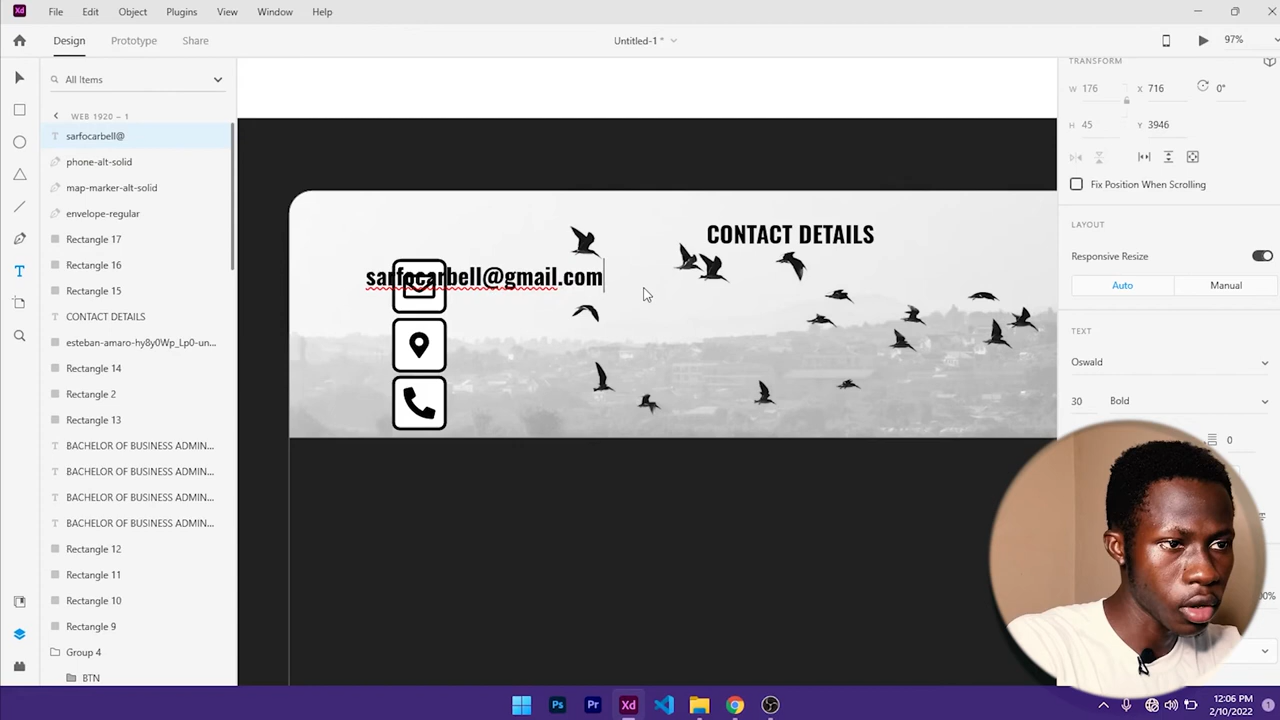 Xd File Edit Object Plugins View Window Help
Design Prototype Share Untitled-1 * 97%
All Items
WEB 1920 – 1
sarfocarbell@
phone-alt-solid
map-marker-alt-solid
envelope-regular
Rectangle 17
Rectangle 16
Rectangle 15
CONTACT DETAILS
esteban-amaro-hy8y0Wp_Lp0-un...
Rectangle 14
Rectangle 2
Rectangle 13
BACHELOR OF BUSINESS ADMIN...
BACHELOR OF BUSINESS ADMIN...
BACHELOR OF BUSINESS ADMIN...
BACHELOR OF BUSINESS ADMIN...
Rectangle 12
Rectangle 11
Rectangle 10
Rectangle 9
Group 4
BTN
CONTACT DETAILS
sarfocarbell@gmail.com
TRANSFORM
W 176 X 716 0°
H 45 Y 3946
Fix Position When Scrolling
LAYOUT
Responsive Resize
Auto Manual
TEXT
Oswald
30 Bold
0
Ps Pr Xd
12:06 PM
2/10/2022
1